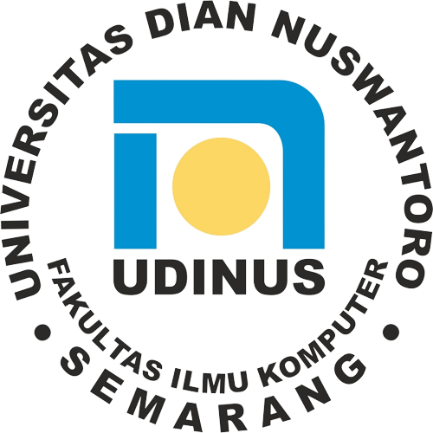 UNIVERSITAS DIAN NUSWANTORO
UDINUS
FAKULTAS ILMU KOMPUTER
• SEMARANG •